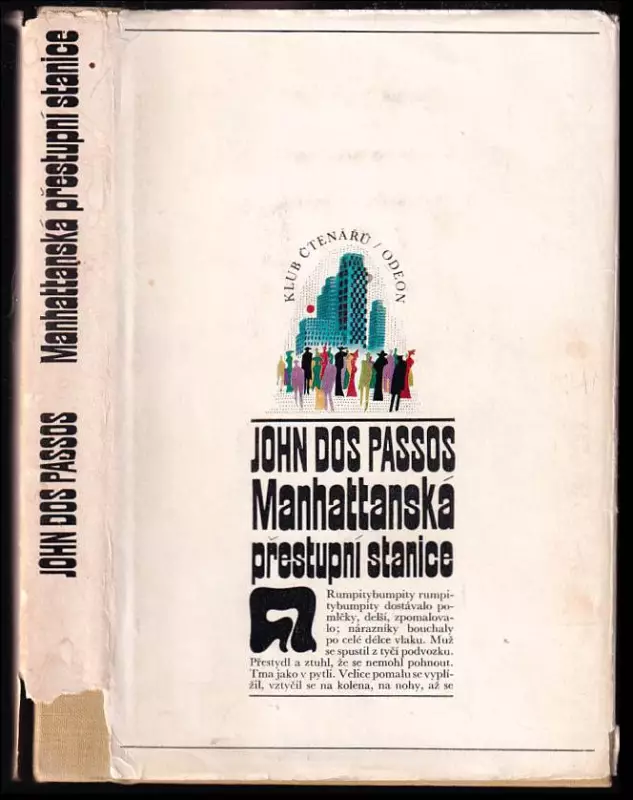 JOHN DOS PASSOS Manhattanská přestupní stanice
KLUB ČTENÁŘŮ / ODEON
JOHN DOS PASSOS
Manhattanská
přestupní stanice
Rumpitybumpity rumpi-
tybumpity dostávalo po-
mlčky, delší, zpomalova-
lo; nárazníky bouchaly
po celé délce vlaku. Muž
se spustil z tyčí podvozku.
Přestydl a ztuhl, že se nemohl pohnout.
Tma jako v pytli. Velice pomalu se vyplí-
žil, vztyčil se na kolena, na nohy, až se